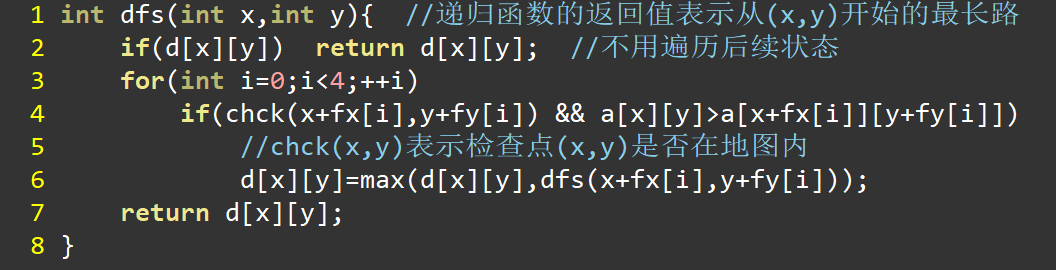 1 int dfs(int x,int y){  //递归函数的返回值表示从(x,y)开始的最长路
2     if(d[x][y])  return d[x][y];  //不用遍历后续状态
3     for(int i=0;i<4;++i)
4         if(chck(x+fx[i],y+fy[i]) && a[x][y]>a[x+fx[i]][y+fy[i]])
5             //chck(x,y)表示检查点(x,y)是否在地图内
6             d[x][y]=max(d[x][y],dfs(x+fx[i],y+fy[i]));
7     return d[x][y];
8 }